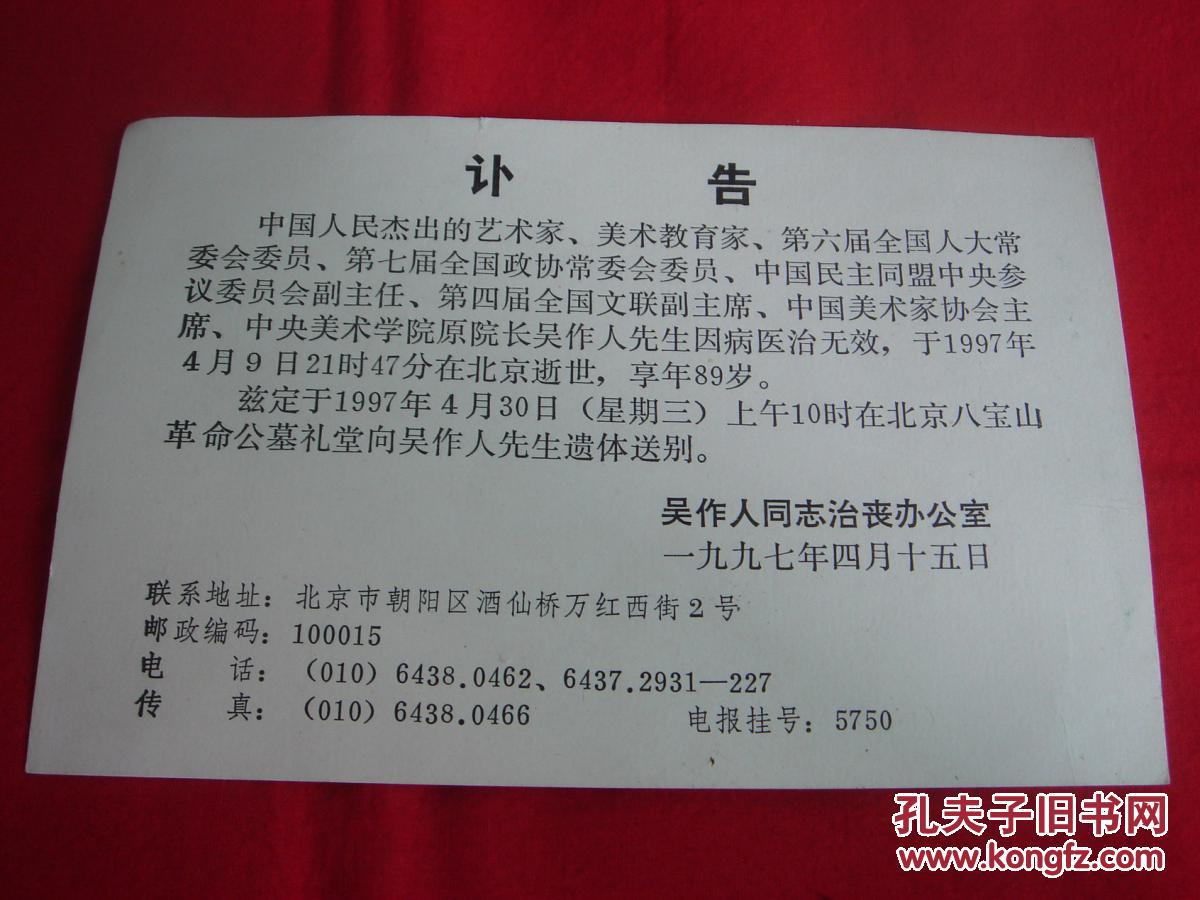 讣 告
中国人民杰出的艺术家、美术教育家、第六届全国人大常
委会委员、第七届全国政协常委会委员、中国民主同盟中央参
议委员会副主任、第四届全国文联副主席、中国美术家协会主
席、中央美术学院原院长吴作人先生因病医治无效，于1997年
4月9日21时47分在北京逝世，享年89岁。
兹定于1997年4月30日（星期三）上午10时在北京八宝山
革命公墓礼堂向吴作人先生遗体送别。
吴作人同志治丧办公室
一九九七年四月十五日
联系地址：北京市朝阳区酒仙桥万红西街2号
邮政编码：100015
电 话：（010）6438.0462、6437.2931—227
传 真：（010）6438.0466 电报挂号：5750
孔夫子旧书网
www.kongfz.com